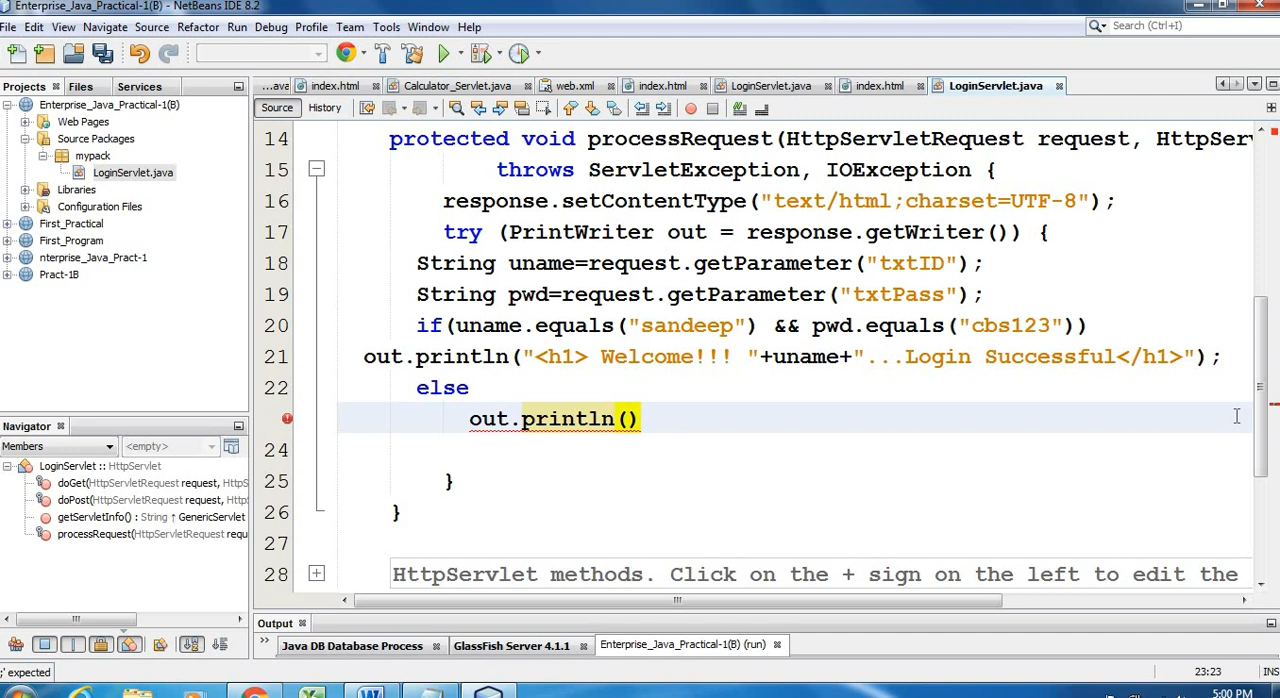 Enterprise_Java_Practical-1(B) - NetBeans IDE 8.2
File Edit View Navigate Source Refactor Run Debug Profile Team Tools Window Help
Search (Ctrl+I)
Projects Files Services
...ava index.html Calculator_Servlet.java web.xml index.html LoginServlet.java index.html LoginServlet.java
Source History
Enterprise_Java_Practical-1(B)
Web Pages
Source Packages
mypack
LoginServlet.java
Libraries
Configuration Files
First_Practical
First_Program
nterprise_Java_Pract-1
Pract-1B
14 protected void processRequest(HttpServletRequest request, HttpServ
15 throws ServletException, IOException {
16 response.setContentType("text/html;charset=UTF-8");
17 try (PrintWriter out = response.getWriter()) {
18 String uname=request.getParameter("txtID");
19 String pwd=request.getParameter("txtPass");
20 if(uname.equals("sandeep") && pwd.equals("cbs123"))
21 out.println("<h1> Welcome!!! "+uname+"...Login Successful</h1>");
22 else
out.println()
24
25 }
26 }
27
28 HttpServlet methods. Click on the + sign on the left to edit the
Navigator
Members <empty>
LoginServlet :: HttpServlet
doGet(HttpServletRequest request, HttpS
doPost(HttpServletRequest request, Http
getServletInfo() : String ↑ GenericServlet
processRequest(HttpServletRequest requ
Output
Java DB Database Process GlassFish Server 4.1.1 Enterprise_Java_Practical-1(B) (run)
;' expected
23:23 INS
5:00 PM